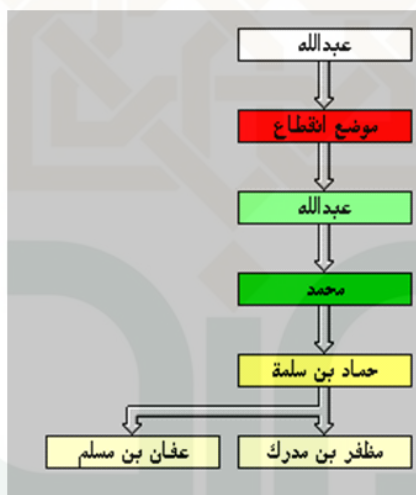 عبدالله
موضع انقطاع
عبدالله
محمد
حماد بن سلمة
مظفر بن مدرك
عفان بن مسلم